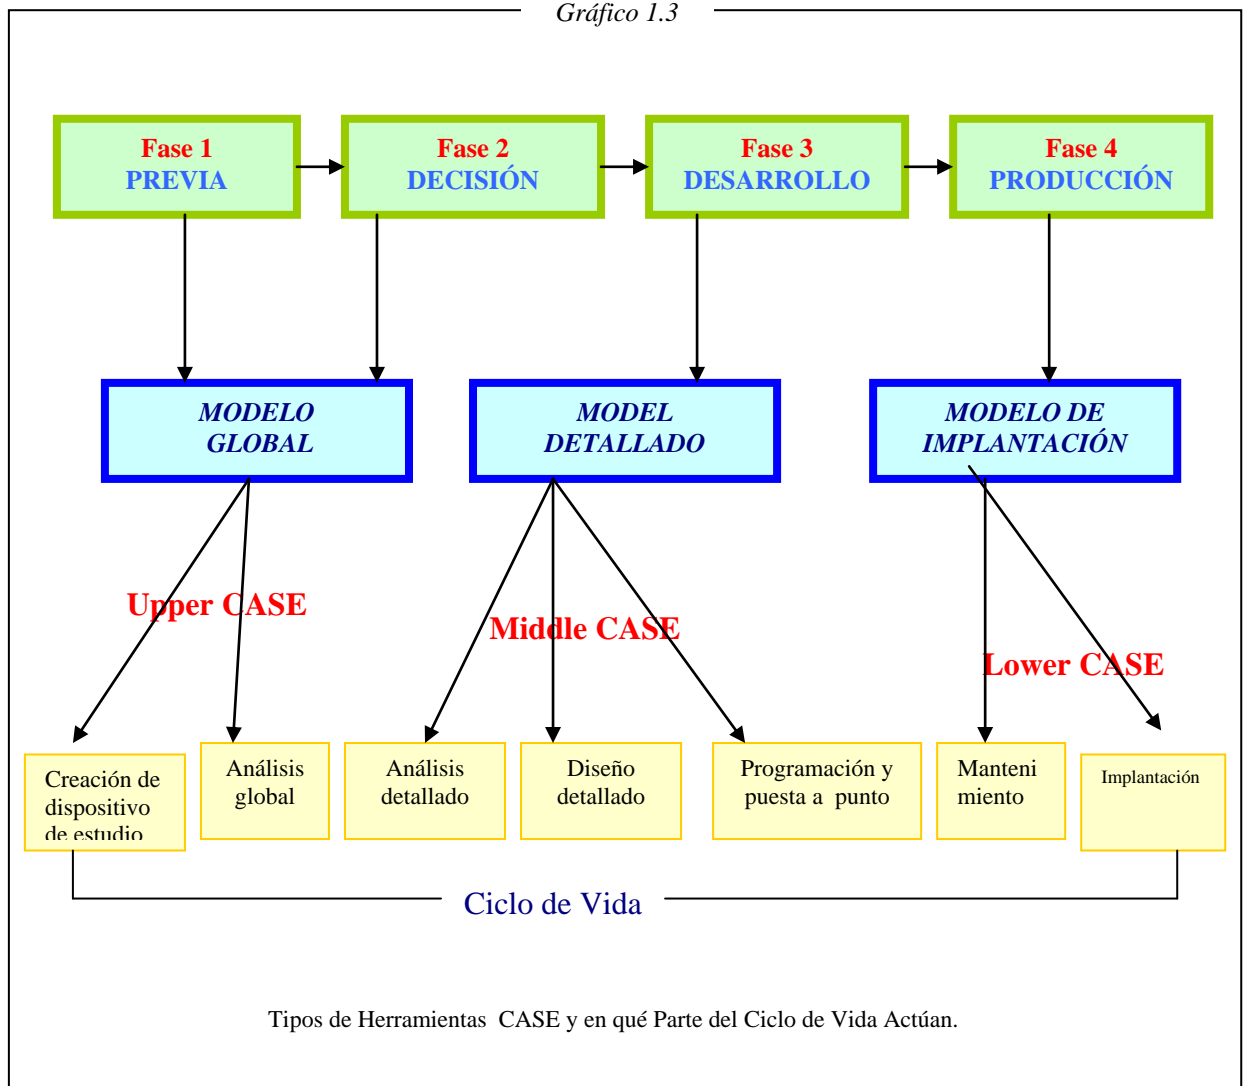 Gráfico 1.3
Fase 1
PREVIA
Fase 2
DECISIÓN
Fase 3
DESARROLLO
Fase 4
PRODUCCIÓN
MODELO
GLOBAL
MODEL
DETALLADO
MODELO DE
IMPLANTACIÓN
Upper CASE
Middle CASE
Lower CASE
Creación de
dispositivo
de estudio
Análisis
global
Análisis
detallado
Diseño
detallado
Programación y
puesta a punto
Manteni
miento
Implantación
Ciclo de Vida
Tipos de Herramientas CASE y en qué Parte del Ciclo de Vida Actúan.